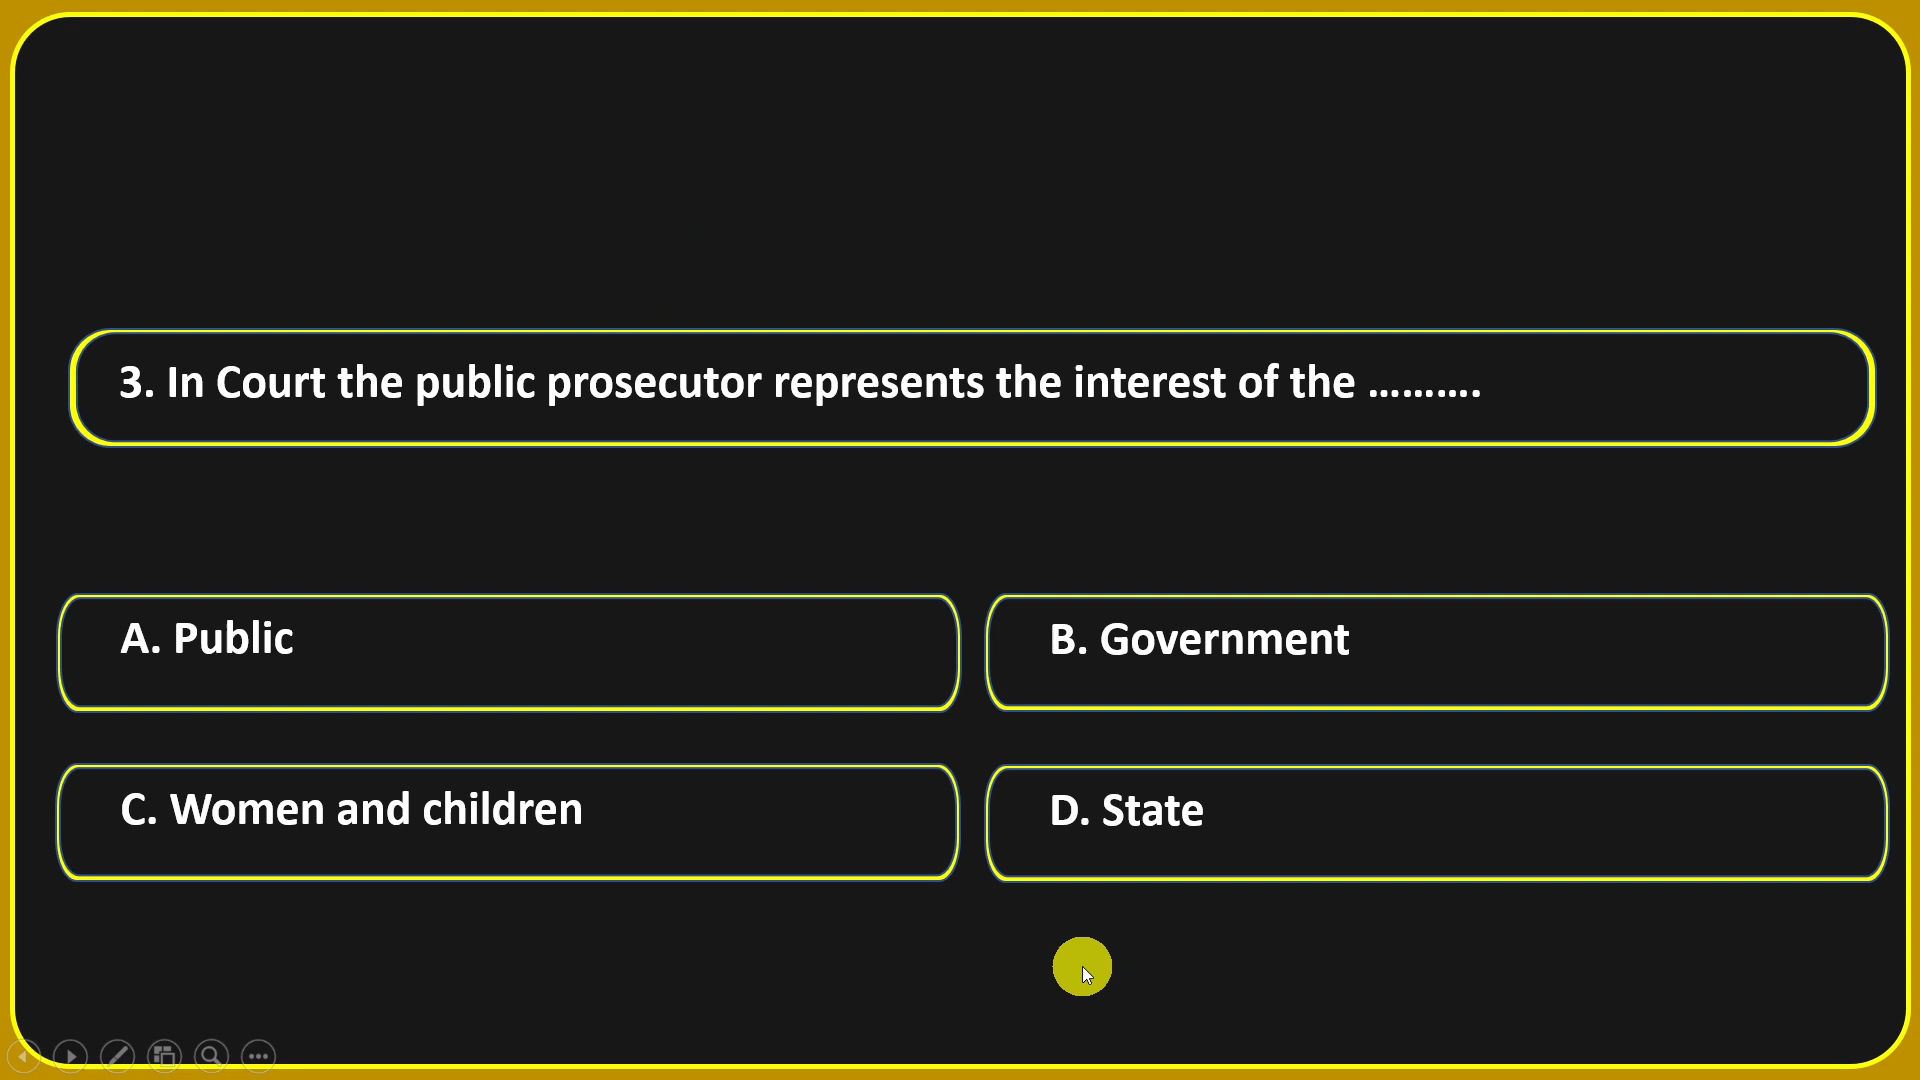 3. In Court the public prosecutor represents the interest of the ……….
A. Public
B. Government
C. Women and children
D. State